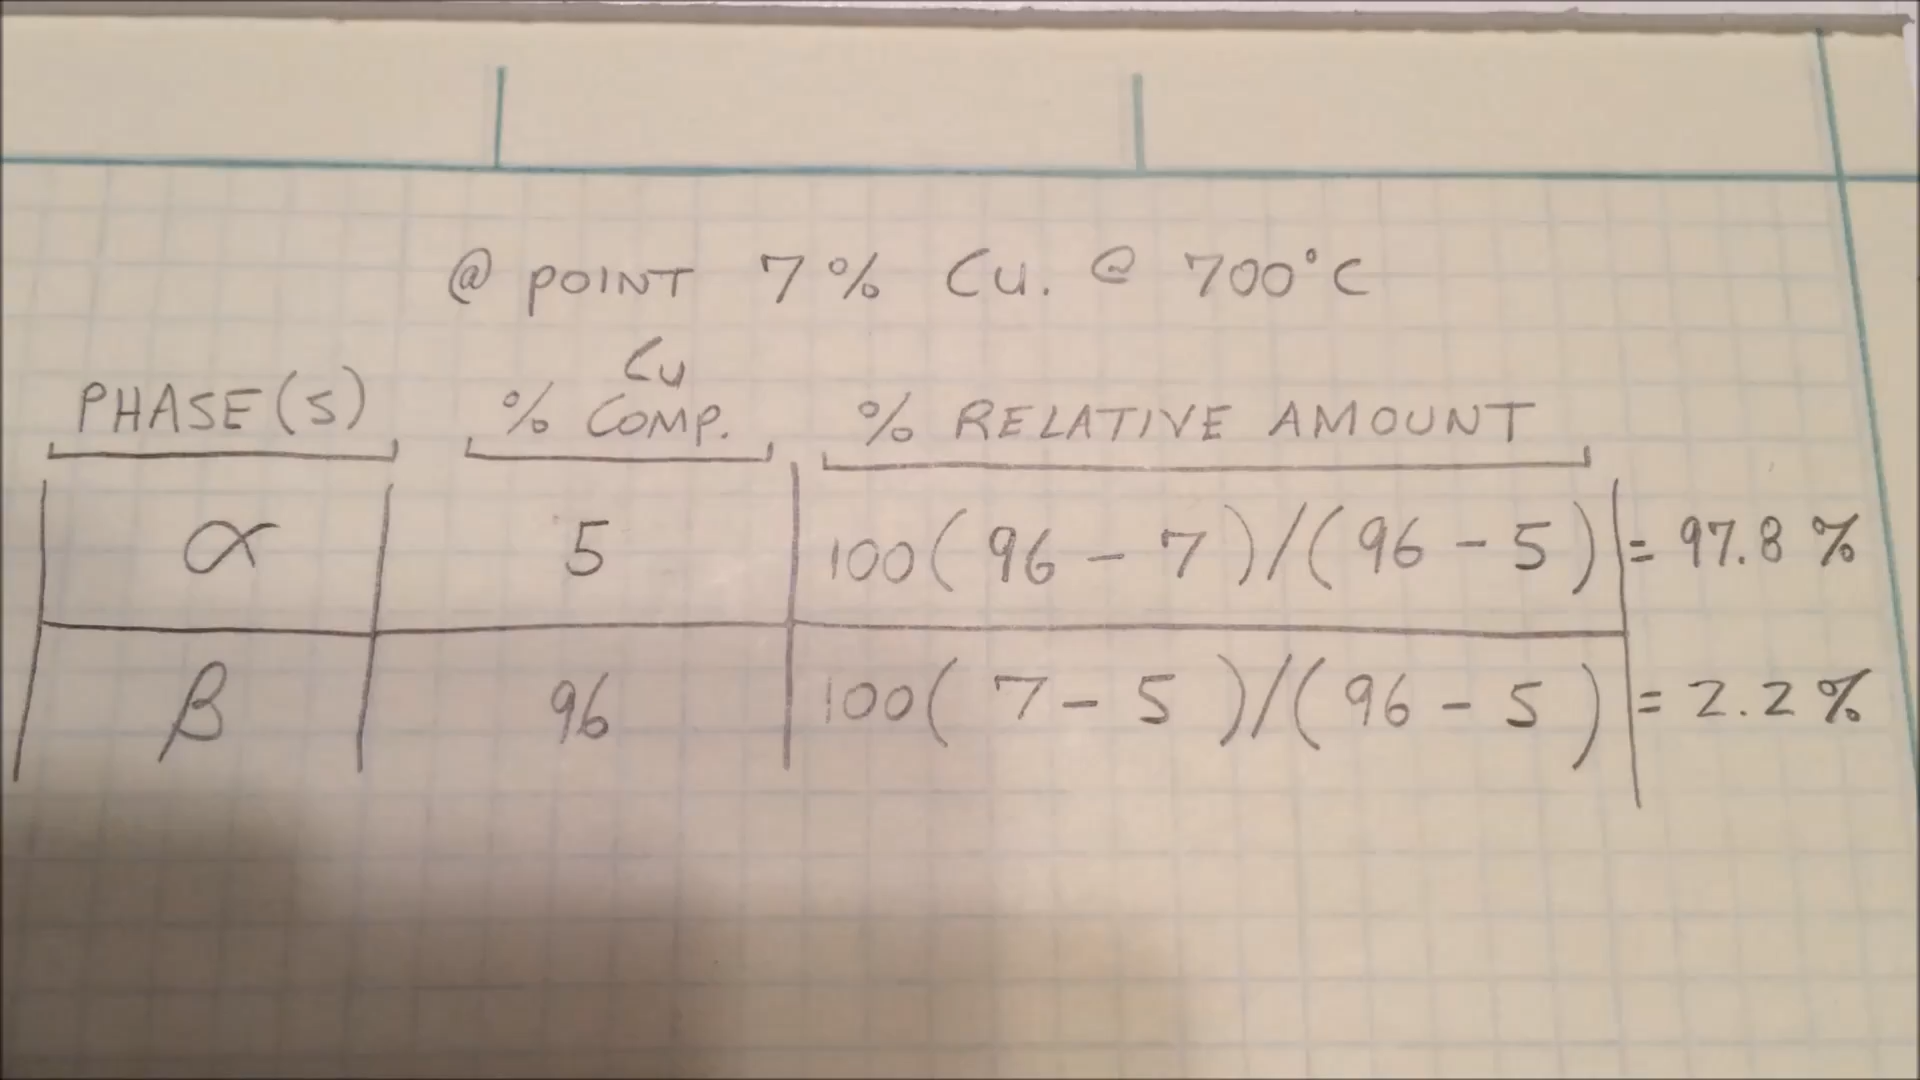 @ POINT 7% Cu. @ 700°C
PHASE(S) % Cu COMP. % RELATIVE AMOUNT
α 5 100(96-7)/(96-5) = 97.8%
β 96 100(7-5)/(96-5) = 2.2%